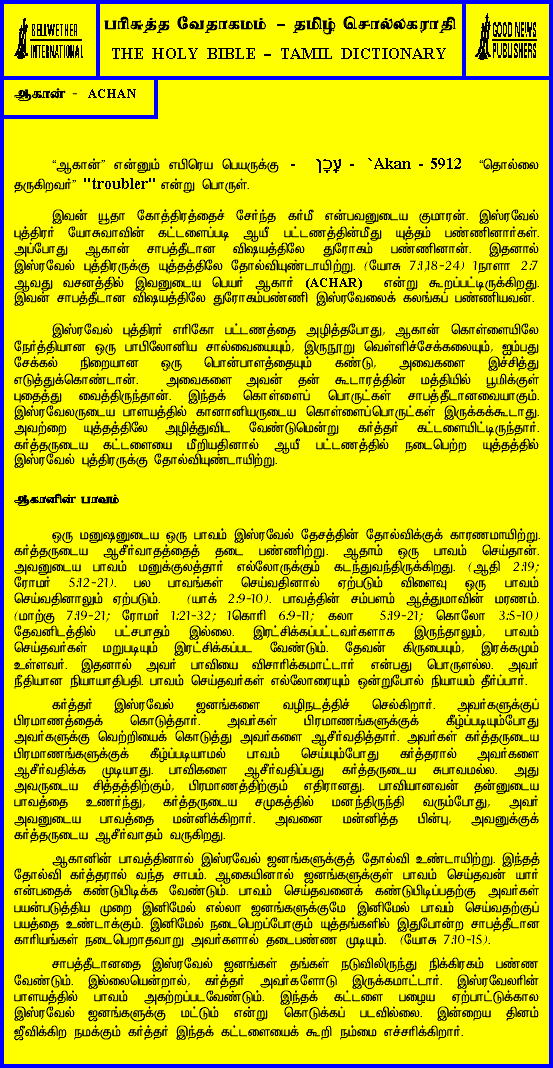 BELLWETHER
INTERNATIONAL
பரிசுத்த வேதாகமம் – தமிழ் சொல்லகராதி
THE HOLY BIBLE – TAMIL DICTIONARY
GOOD NEWS
PUBLISHERS
ஆகான் - ACHAN
“ஆகான்” என்னும் எபிரெய பெயருக்கு - עָכָן - `Akan - 5912 “தொல்லை
தருகிறவர்” "troubler" என்று பொருள்.
இவன் யூதா கோத்திரத்தைச் சேர்ந்த கர்மீ என்பவனுடைய குமாரன். இஸ்ரவேல்
புத்திரர் யோசுவாவின் கட்டளைப்படி ஆயீ பட்டணத்தின்மீது யுத்தம் பண்ணினார்கள்.
அப்போது ஆகான் சாபத்தீடான விஷயத்திலே துரோகம் பண்ணினான். இதனால்
இஸ்ரவேல் புத்திரருக்கு யுத்தத்திலே தோல்வியுண்டாயிற்று. (யோசு 7:1,18-24) 1நாளா 2:7
ஆவது வசனத்தில் இவனுடைய பெயர் ஆகார் (ACHAR) என்று கூறப்பட்டிருக்கிறது.
இவன் சாபத்தீடான விஷயத்திலே துரோகம்பண்ணி இஸ்ரவேலைக் கலங்கப் பண்ணியவன்.
இஸ்ரவேல் புத்திரர் எரிகோ பட்டணத்தை அழித்தபோது, ஆகான் கொள்ளையிலே
நேர்த்தியான ஒரு பாபிலோனிய சால்வையையும், இருநூறு வெள்ளிச்சேக்கலையும், ஐம்பது
சேக்கல் நிறையான ஒரு பொன்பாளத்தையும் கண்டு, அவைகளை இச்சித்து
எடுத்துக்கொண்டான். அவைகளை அவன் தன் கூடாரத்தின் மத்தியில் பூமிக்குள்
புதைத்து வைத்திருந்தான். இந்தக் கொள்ளைப் பொருட்கள் சாபத்தீடானவையாகும்.
இஸ்ரவேலருடைய பாளயத்தில் கானானியருடைய கொள்ளைப்பொருட்கள் இருக்கக்கூடாது.
அவற்றை யுத்தத்திலே அழித்துவிட வேண்டுமென்று கர்த்தர் கட்டளையிட்டிருந்தார்.
கர்த்தருடைய கட்டளையை மீறியதினால் ஆயீ பட்டணத்தில் நடைபெற்ற யுத்தத்தில்
இஸ்ரவேல் புத்திரருக்கு தோல்வியுண்டாயிற்று.
ஆகானின் பாவம்
ஒரு மனுஷனுடைய ஒரு பாவம் இஸ்ரவேல் தேசத்தின் தோல்விக்குக் காரணமாயிற்று.
கர்த்தருடைய ஆசீர்வாதத்தைத் தடை பண்ணிற்று. ஆதாம் ஒரு பாவம் செய்தான்.
அவனுடைய பாவம் மனுக்குலத்தார் எல்லோருக்கும் கடந்துவந்திருக்கிறது. (ஆதி 2:19;
ரோமர் 5:12-21). பல பாவங்கள் செய்வதினால் ஏற்படும் விளைவு ஒரு பாவம்
செய்வதினாலும் ஏற்படும். (யாக் 2:9-10). பாவத்தின் சம்பளம் ஆத்துமாவின் மரணம்.
(மாற்கு 7:19-21; ரோமர் 1:21-32; 1கொரி 6:9-11; கலா 5:19-21; கொலோ 3:5-10)
தேவனிடத்தில் பட்சபாதம் இல்லை. இரட்சிக்கப்பட்டவர்களாக இருந்தாலும், பாவம்
செய்தவர்கள் மறுபடியும் இரட்சிக்கப்பட வேண்டும். தேவன் கிருபையும், இரக்கமும்
உள்ளவர். இதனால் அவர் பாவியை விசாரிக்கமாட்டார் என்பது பொருளல்ல. அவர்
நீதியான நியாயாதிபதி. பாவம் செய்தவர்கள் எல்லோரையும் ஒன்றுபோல் நியாயம் தீர்ப்பார்.
கர்த்தர் இஸ்ரவேல் ஜனங்களை வழிநடத்திச் செல்கிறார். அவர்களுக்குப்
பிரமாணத்தைக் கொடுத்தார். அவர்கள் பிரமாணங்களுக்குக் கீழ்ப்படியும்போது
அவர்களுக்கு வெற்றியைக் கொடுத்து அவர்களை ஆசீர்வதித்தார். அவர்கள் கர்த்தருடைய
பிரமாணங்களுக்குக் கீழ்ப்படியாமல் பாவம் செய்யும்போது கர்த்தரால் அவர்களை
ஆசீர்வதிக்க முடியாது. பாவிகளை ஆசீர்வதிப்பது கர்த்தருடைய சுபாவமல்ல. அது
அவருடைய சித்தத்திற்கும், பிரமாணத்திற்கும் எதிரானது. பாவியானவன் தன்னுடைய
பாவத்தை உணர்ந்து, கர்த்தருடைய சமுகத்தில் மனந்திருந்தி வரும்போது, அவர்
அவனுடைய பாவத்தை மன்னிக்கிறார். அவனை மன்னித்த பின்பு, அவனுக்குக்
கர்த்தருடைய ஆசீர்வாதம் வருகிறது.
ஆகானின் பாவத்தினால் இஸ்ரவேல் ஜனங்களுக்குத் தோல்வி உண்டாயிற்று. இந்தத்
தோல்வி கர்த்தரால் வந்த சாபம். ஆகையினால் ஜனங்களுக்குள் பாவம் செய்தவன் யார்
என்பதைக் கண்டுபிடிக்க வேண்டும். பாவம் செய்தவனைக் கண்டுபிடிப்பதற்கு அவர்கள்
பயன்படுத்திய முறை இனிமேல் எல்லா ஜனங்களுக்குமே இனிமேல் பாவம் செய்வதற்குப்
பயத்தை உண்டாக்கும். இனிமேல் நடைபெறப்போகும் யுத்தங்களில் இதுபோன்ற சாபத்தீடான
காரியங்கள் நடைபெறாதவாறு அவர்களால் தடைபண்ண முடியும். (யோசு 7:10-15).
சாபத்தீடானதை இஸ்ரவேல் ஜனங்கள் தங்கள் நடுவிலிருந்து நிக்கிரகம் பண்ண
வேண்டும். இல்லையென்றால், கர்த்தர் அவர்களோடு இருக்கமாட்டார். இஸ்ரவேலரின்
பாளயத்தில் பாவம் அகற்றப்படவேண்டும். இந்தக் கட்டளை பழைய ஏற்பாட்டுக்கால
இஸ்ரவேல் ஜனங்களுக்கு மட்டும் என்று கொடுக்கப் படவில்லை. இன்றைய தினம்
ஜீவிக்கிற நமக்கும் கர்த்தர் இந்தக் கட்டளையைக் கூறி நம்மை எச்சரிக்கிறார்.